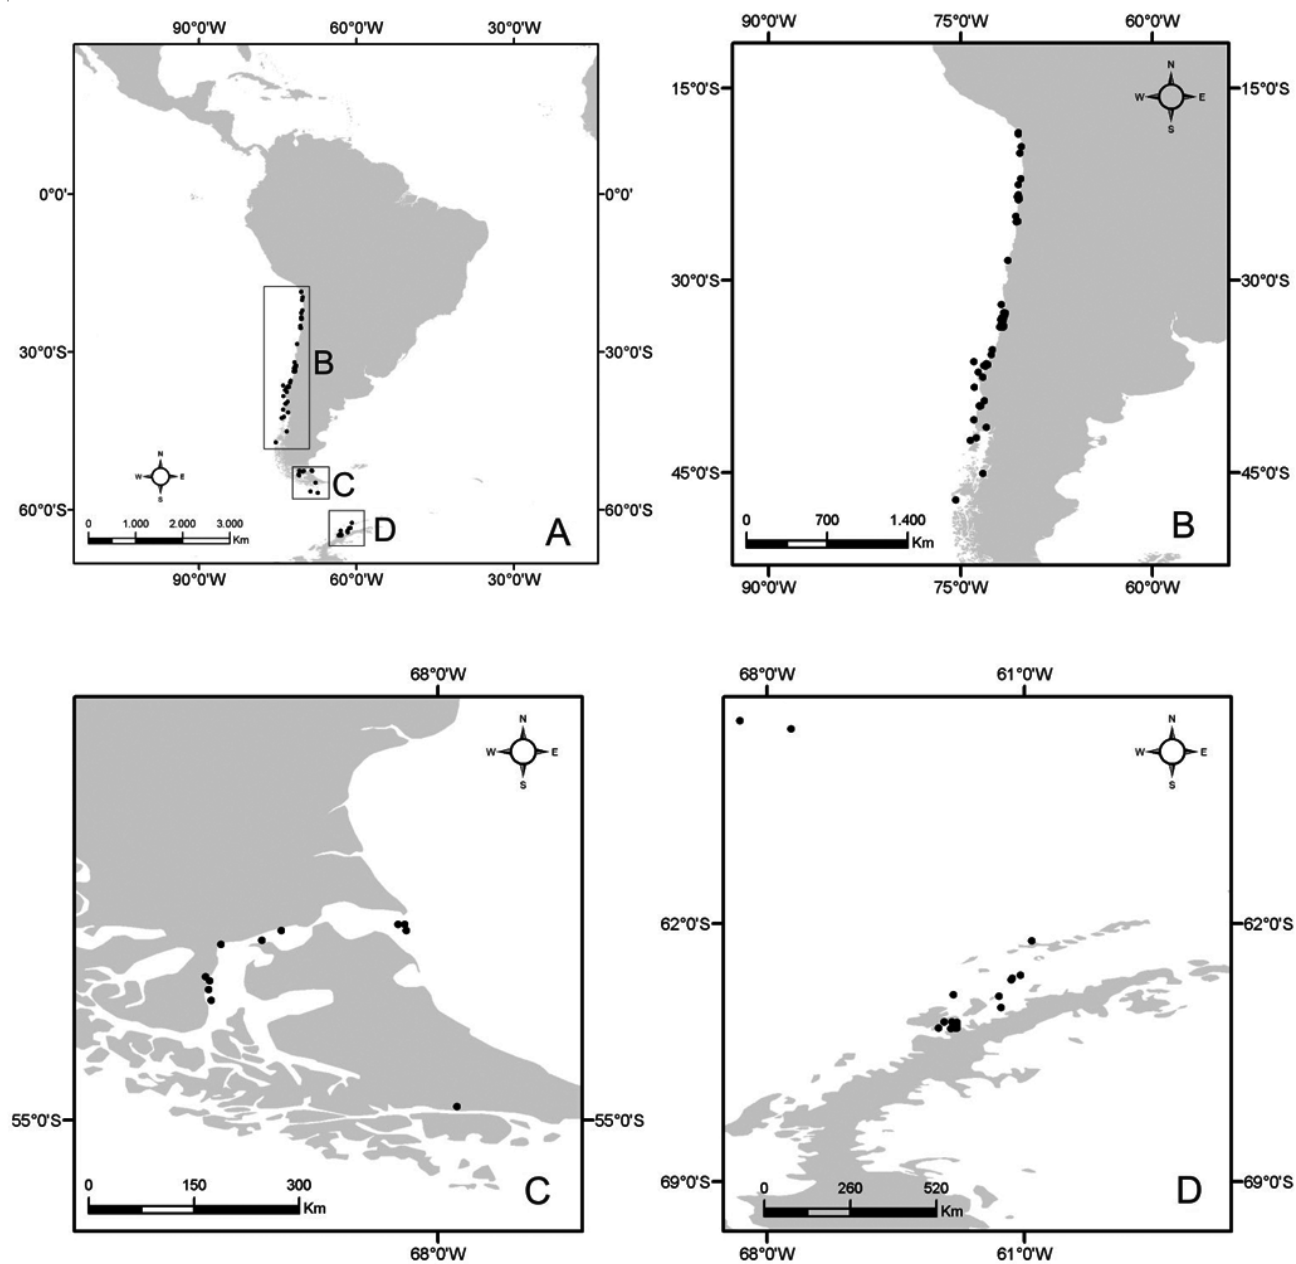 90°0'W 60°0'W 30°0'W
0°0' 0°0'
30°0'S 30°0'S
60°0'S 60°0'S
B
C
D
N
W E
S
0 1.000 2.000 3.000
Km
A
90°0'W 60°0'W 30°0'W
90°0'W 75°0'W 60°0'W
15°0'S 15°0'S
30°0'S 30°0'S
45°0'S 45°0'S
N
W E
S
0 700 1.400
Km
B
90°0'W 75°0'W 60°0'W
68°0'W
N
W E
S
55°0'S 55°0'S
0 150 300
Km
C
68°0'W
68°0'W 61°0'W
N
W E
S
62°0'S 62°0'S
69°0'S 69°0'S
0 260 520
Km
D
68°0'W 61°0'W